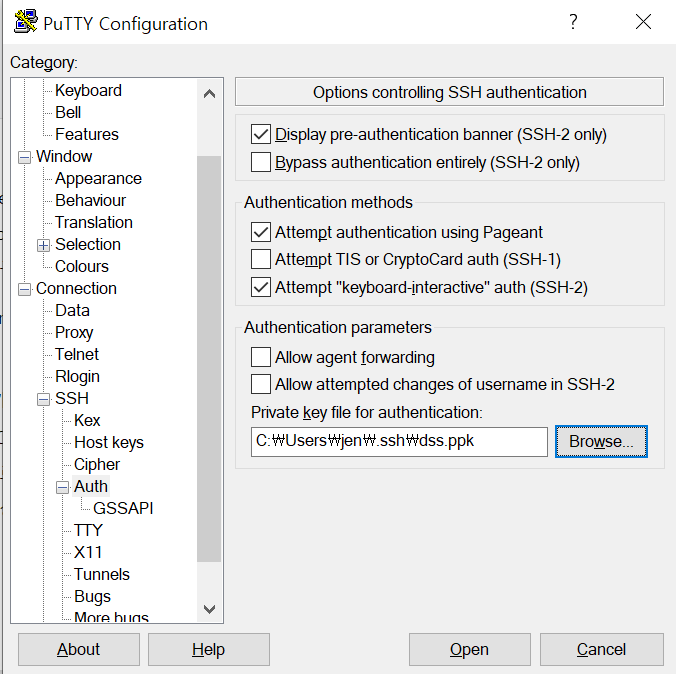 PuTTY Configuration
?
Category:
Keyboard
Bell
Features
Window
Appearance
Behaviour
Translation
Selection
Colours
Connection
Data
Proxy
Telnet
Rlogin
SSH
Kex
Host keys
Cipher
Auth
GSSAPI
TTY
X11
Tunnels
Bugs
More bugs
Options controlling SSH authentication
Display pre-authentication banner (SSH-2 only)
Bypass authentication entirely (SSH-2 only)
Authentication methods
Attempt authentication using Pageant
Attempt TIS or CryptoCard auth (SSH-1)
Attempt "keyboard-interactive" auth (SSH-2)
Authentication parameters
Allow agent forwarding
Allow attempted changes of username in SSH-2
Private key file for authentication:
C:₩Users₩jen₩.ssh₩dss.ppk
Browse...
About
Help
Open
Cancel